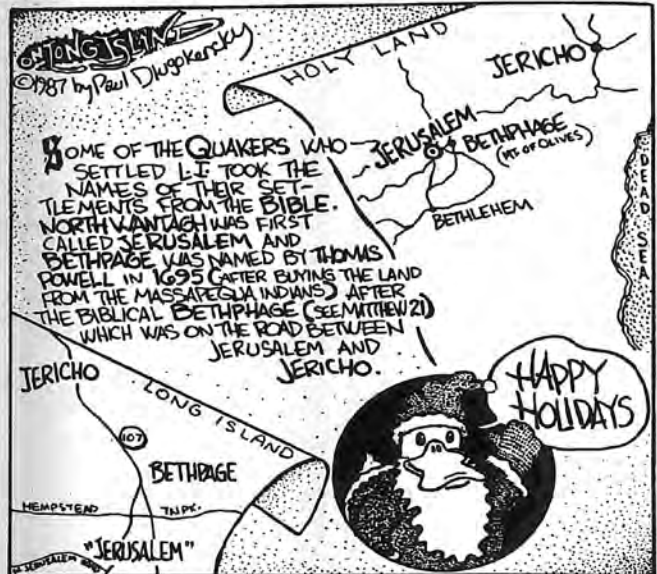 ON LONG ISLAND
©1987 by Paul Dlugokencky
SOME OF THE QUAKERS WHO
SETTLED L.I. TOOK THE
NAMES OF THEIR SET-
TLEMENTS FROM THE BIBLE.
NORTH WANTAGH WAS FIRST
CALLED JERUSALEM AND
BETHPAGE WAS NAMED BY THOMAS
POWELL IN 1695 (AFTER BUYING THE LAND
FROM THE MASSAPEQUA INDIANS) AFTER
THE BIBLICAL BETHPHAGE (SEE MATTHEW 21)
WHICH WAS ON THE ROAD BETWEEN
JERUSALEM AND
JERICHO.
HOLY LAND
JERICHO
JERUSALEM
BETHPHAGE
(MT. OF OLIVES)
BETHLEHEM
DEAD SEA
LONG ISLAND
JERICHO
107
BETHPAGE
HEMPSTEAD TNPK.
"JERUSALEM"
JERUSALEM
HAPPY
HOLIDAYS